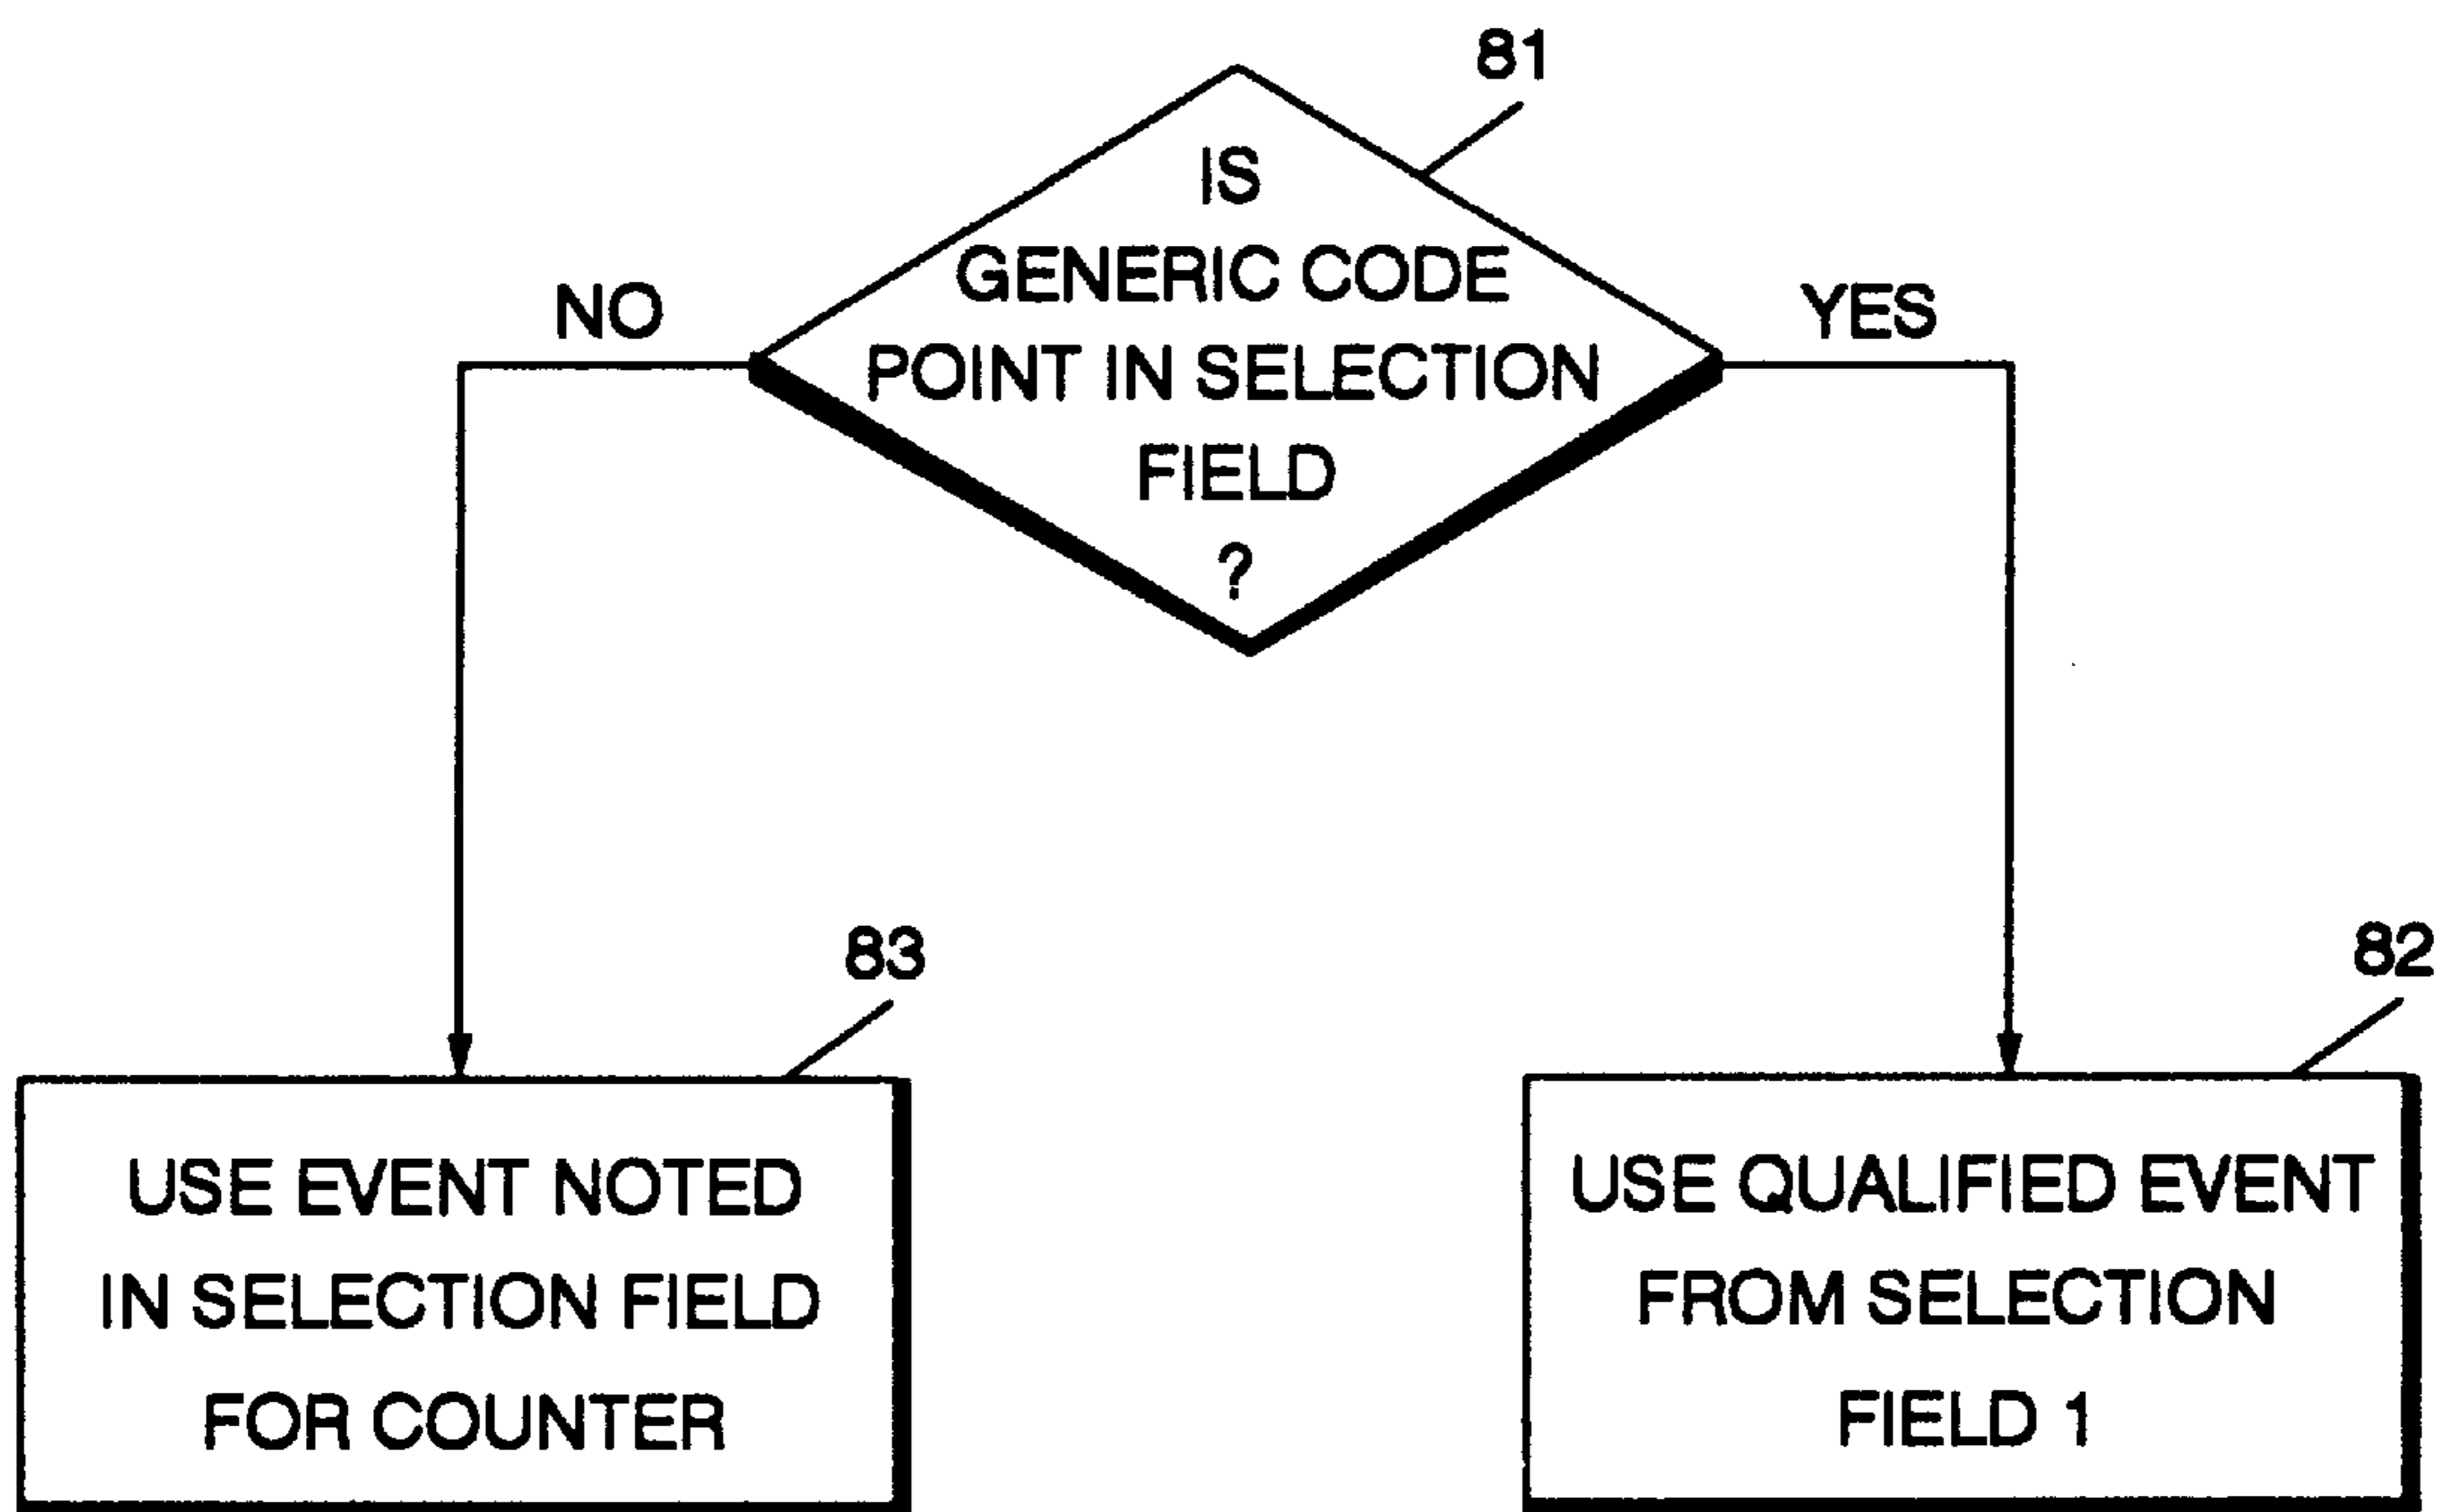 81
IS
GENERIC CODE
POINT IN SELECTION
FIELD
?
NO
YES
83
USE EVENT NOTED
IN SELECTION FIELD
FOR COUNTER
82
USE QUALIFIED EVENT
FROM SELECTION
FIELD 1